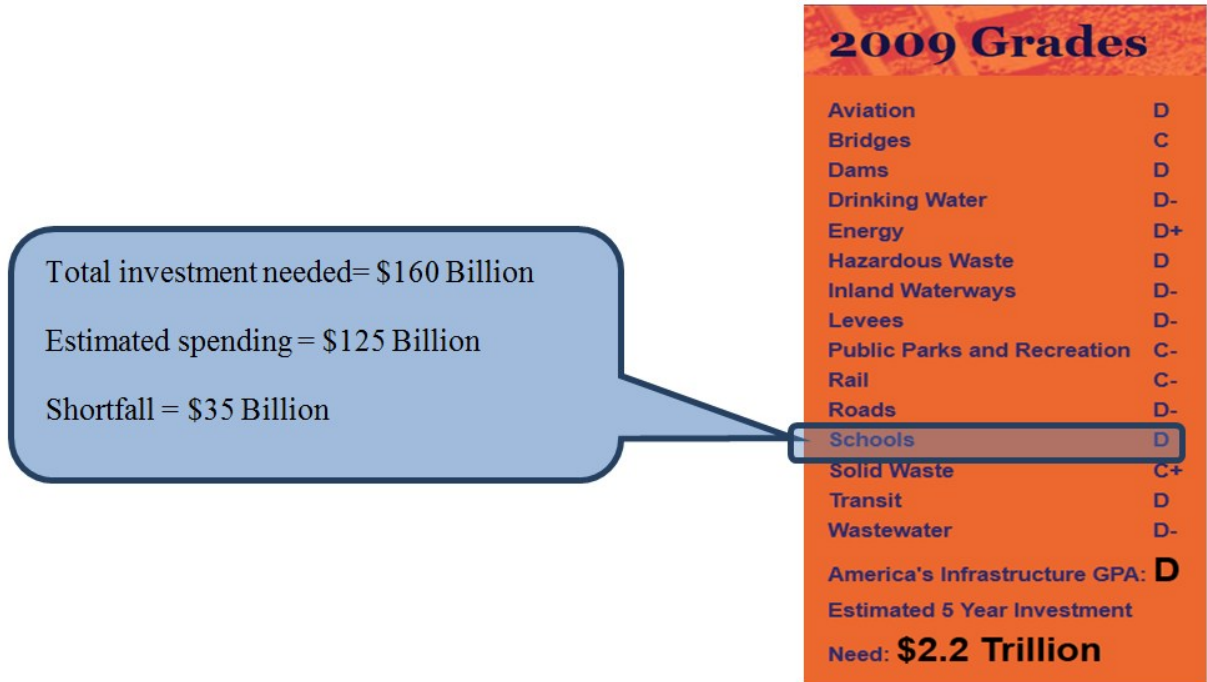 Total investment needed= $160 Billion
Estimated spending = $125 Billion
Shortfall = $35 Billion
2009 Grades
Aviation D
Bridges C
Dams D
Drinking Water D-
Energy D+
Hazardous Waste D
Inland Waterways D-
Levees D-
Public Parks and Recreation C-
Rail C-
Roads D-
Schools D
Solid Waste C+
Transit D
Wastewater D-
America's Infrastructure GPA: D
Estimated 5 Year Investment
Need: $2.2 Trillion